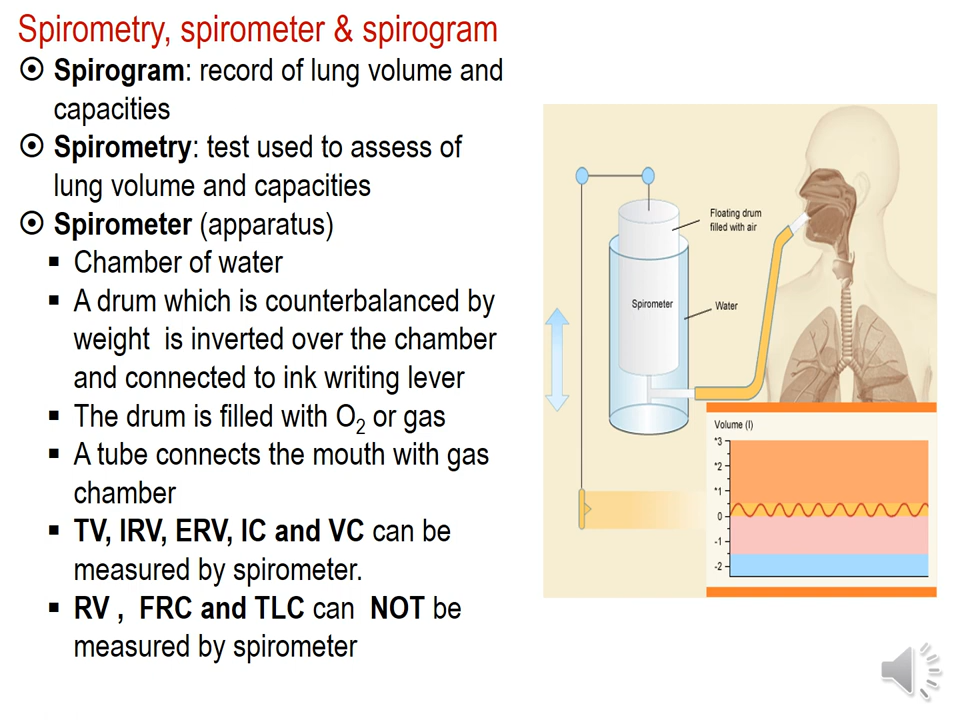 Spirometry, spirometer & spirogram
Spirogram: record of lung volume and
capacities
Spirometry: test used to assess of
lung volume and capacities
Spirometer (apparatus)
Chamber of water
A drum which is counterbalanced by
weight is inverted over the chamber
and connected to ink writing lever
The drum is filled with O2 or gas
A tube connects the mouth with gas
chamber
TV, IRV, ERV, IC and VC can be
measured by spirometer.
RV , FRC and TLC can NOT be
measured by spirometer
Floating drum
filled with air
Spirometer
Water
Volume (l)
+3
+2
+1
0
-1
-2